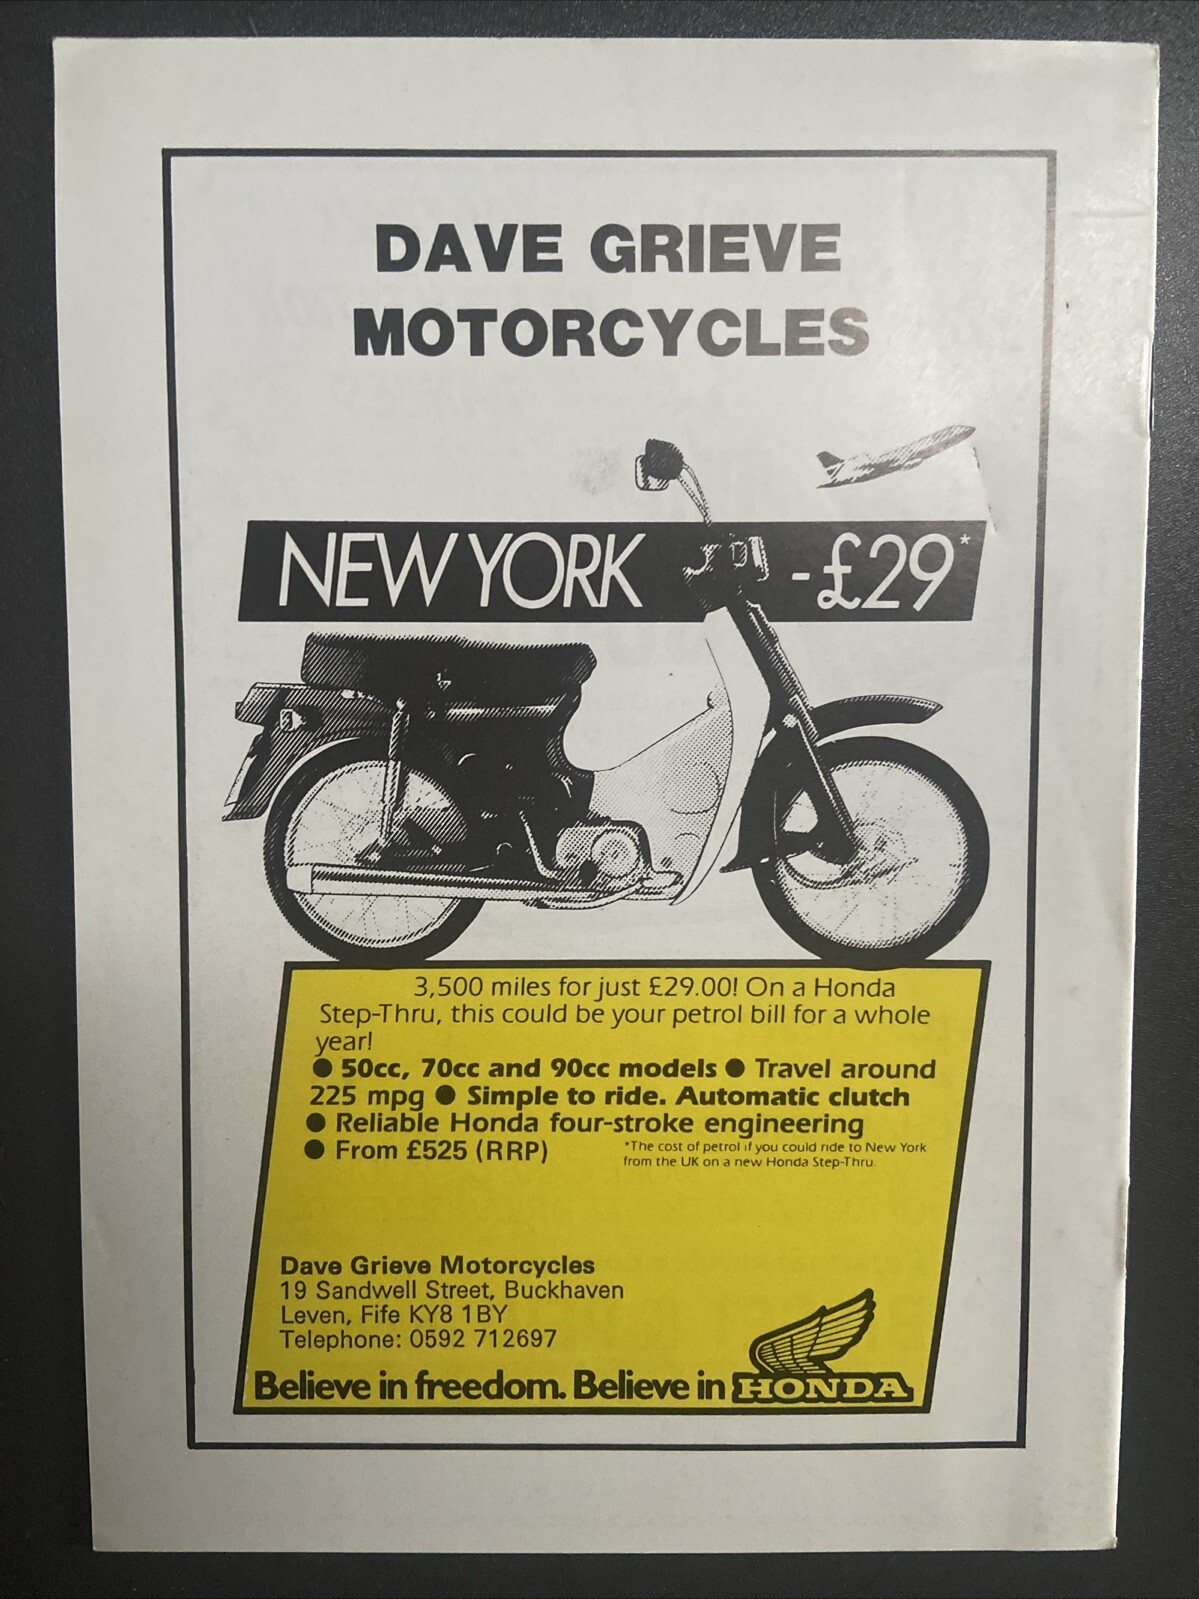 DAVE GRIEVE
MOTORCYCLES
NEW YORK -£29*
3,500 miles for just £29.00! On a Honda
Step-Thru, this could be your petrol bill for a whole
year!
● 50cc, 70cc and 90cc models ● Travel around
225 mpg ● Simple to ride. Automatic clutch
● Reliable Honda four-stroke engineering
● From £525 (RRP)
*The cost of petrol if you could ride to New York
from the UK on a new Honda Step-Thru.
Dave Grieve Motorcycles
19 Sandwell Street, Buckhaven
Leven, Fife KY8 1BY
Telephone: 0592 712697
Believe in freedom. Believe in HONDA